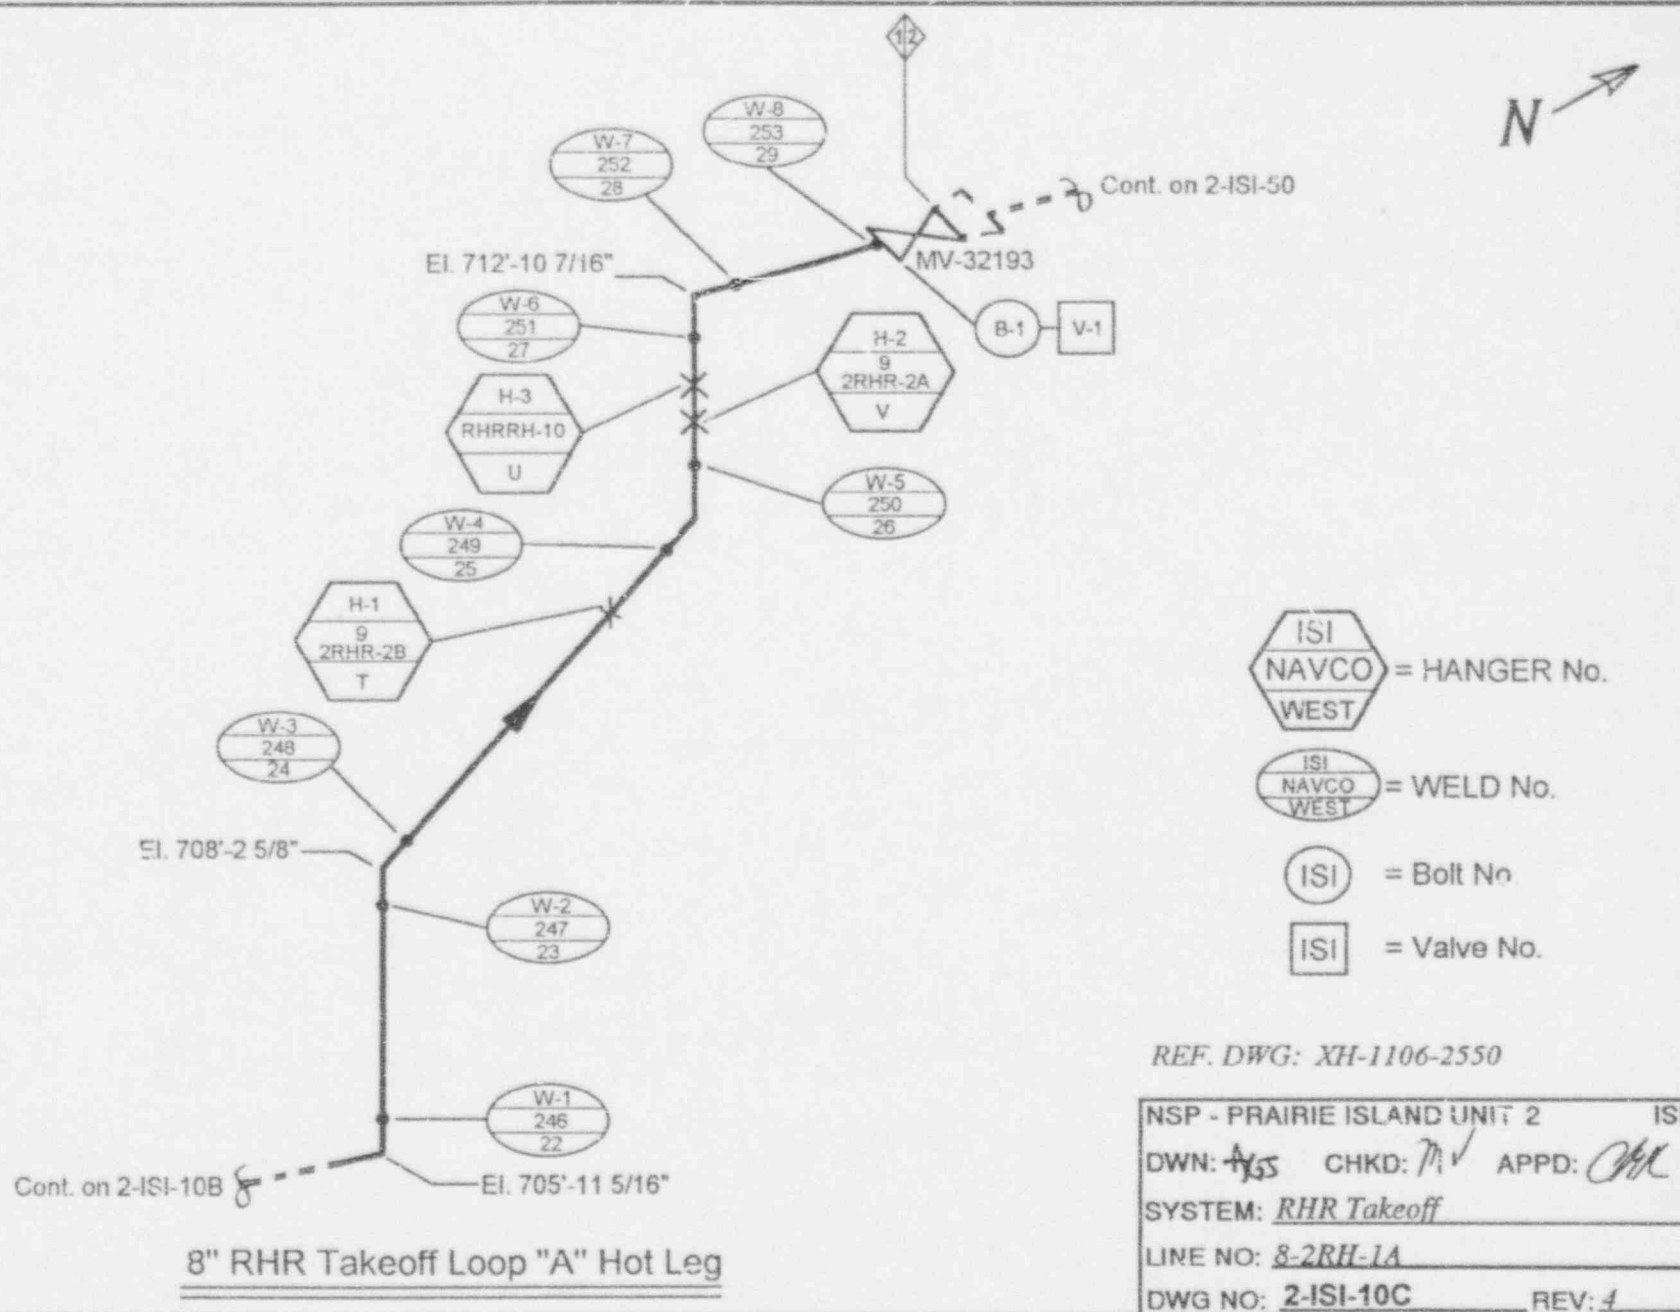 12
N
W-8
253
29
W-7
252
28
Cont. on 2-ISI-50
El. 712'-10 7/16"
MV-32193
W-6
251
27
B-1
V-1
H-2
9
2RHR-2A
V
H-3
RHRRH-10
U
W-5
250
26
W-4
249
25
H-1
9
2RHR-2B
T
ISI
NAVCO
WEST
= HANGER No.
W-3
248
24
ISI
NAVCO
WEST
= WELD No.
El. 708'-2 5/8"
ISI
= Bolt No
W-2
247
23
ISI
= Valve No.
REF. DWG: XH-1106-2550
W-1
246
22
Cont. on 2-ISI-10B
El. 705'-11 5/16"
8" RHR Takeoff Loop "A" Hot Leg
NSP - PRAIRIE ISLAND UNIT 2 IS
DWN: CHKD: APPD:
SYSTEM: RHR Takeoff
LINE NO: 8-2RH-1A
DWG NO: 2-ISI-10C REV: 4